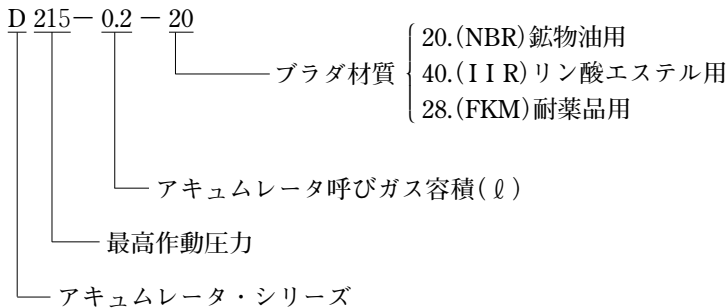 D 215－0.2－20
20.(NBR)鉱物油用
ブラダ材質
40.(IIR)リン酸エステル用
28.(FKM)耐薬品用
アキュムレータ呼びガス容積(ℓ)
最高作動圧力
アキュムレータ・シリーズ